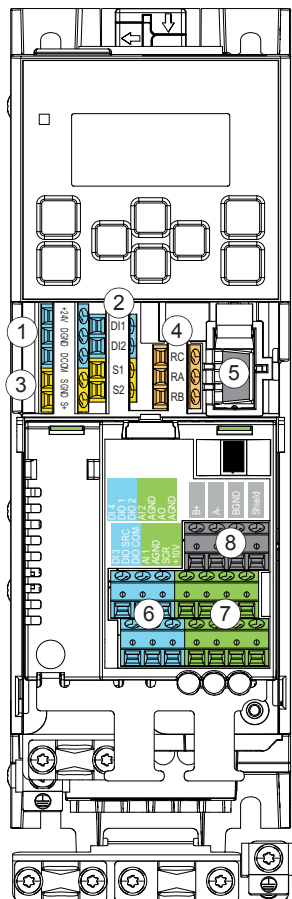 2
1
+24V
DGND
DCOM
DI1
DI2
4
RC
RA
RB
5
3
SGND
S+
S1
S2
DI 4
DIO 1
DIO 2
AI2
AGND
AO
AGND
B+
A-
BGND
Shield
DI 3
DIO SRC
DIO COM
AI 1
AGND
SCR
+10V
8
6
7